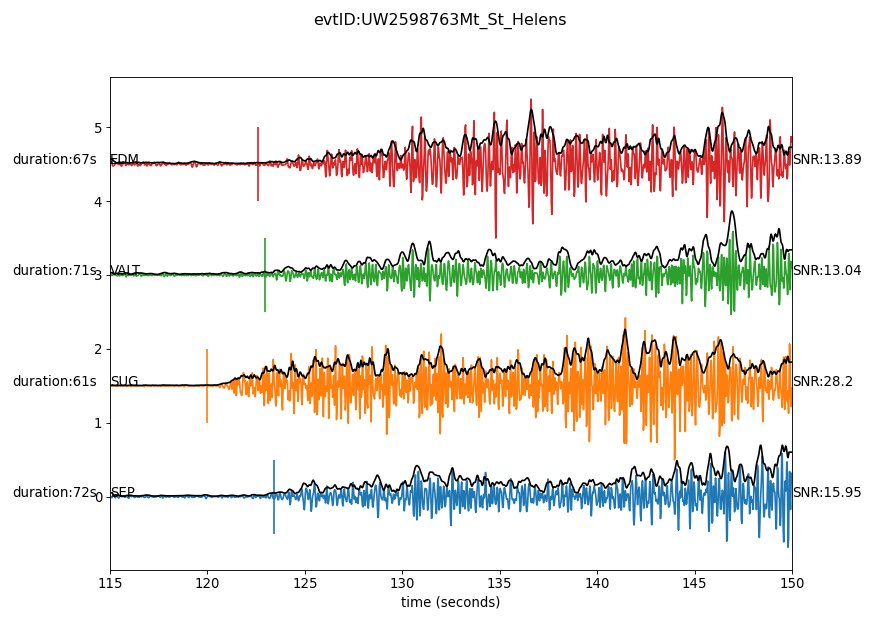 evtID:UW2598763Mt_St_Helens
5
duration:67s EDM SNR:13.89
4
duration:71s VALT SNR:13.04
3
2
duration:61s SUG SNR:28.2
1
duration:72s SEP SNR:15.95
0
115 120 125 130 135 140 145 150
time (seconds)